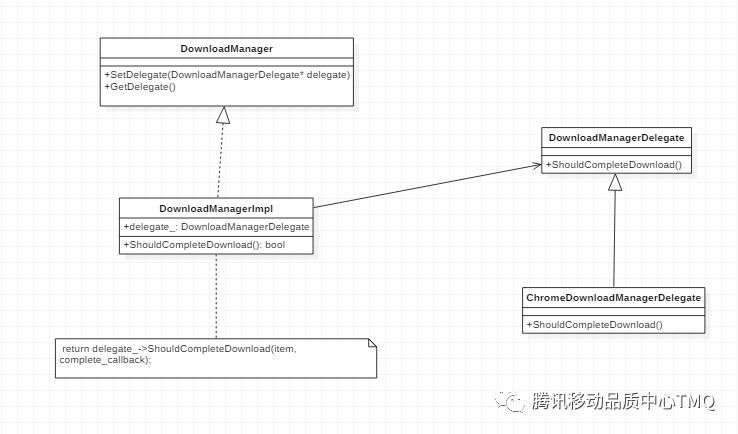 DownloadManager
+SetDelegate(DownloadManagerDelegate* delegate)
+GetDelegate()
DownloadManagerDelegate
+ShouldCompleteDownload()
DownloadManagerImpl
+delegate_: DownloadManagerDelegate
+ShouldCompleteDownload(): bool
ChromeDownloadManagerDelegate
+ShouldCompleteDownload()
return delegate_->ShouldCompleteDownload(item,
complete_callback);
腾讯移动品质中心TMQ